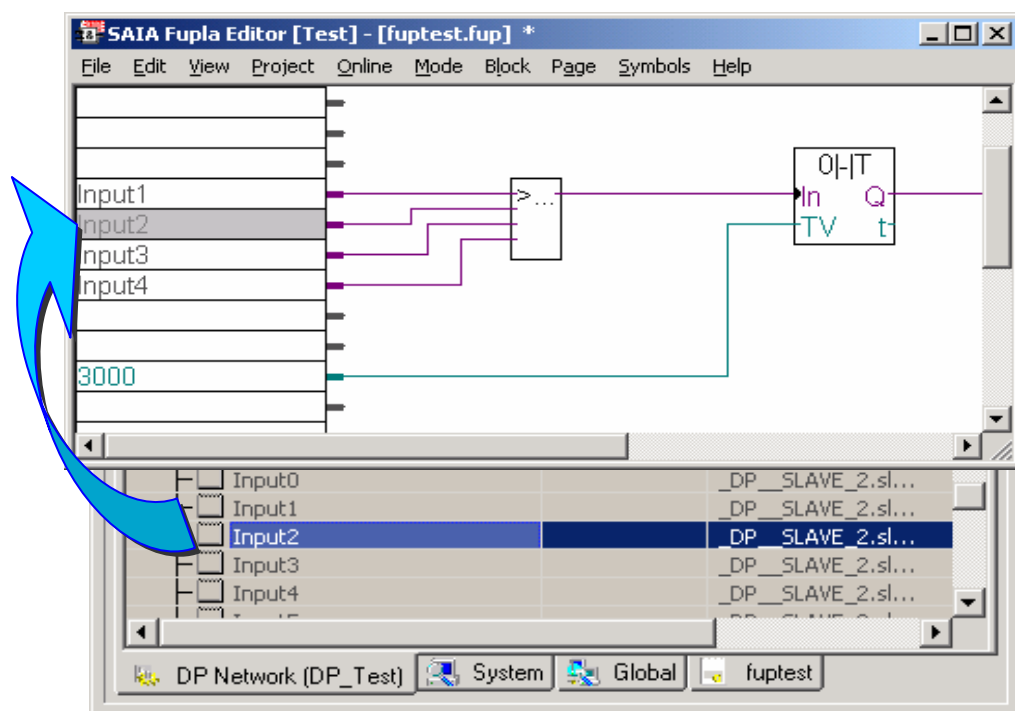 SAIA Fupla Editor [Test] - [fuptest.fup] *
File Edit View Project Online Mode Block Page Symbols Help
0|-|T
Input1 >... In Q
Input2 TV t
Input3
Input4
3000
Input0 _DP__SLAVE_2.sl...
Input1 _DP__SLAVE_2.sl...
Input2 _DP__SLAVE_2.sl...
Input3 _DP__SLAVE_2.sl...
Input4 _DP__SLAVE_2.sl...
DP Network (DP_Test) System Global fuptest